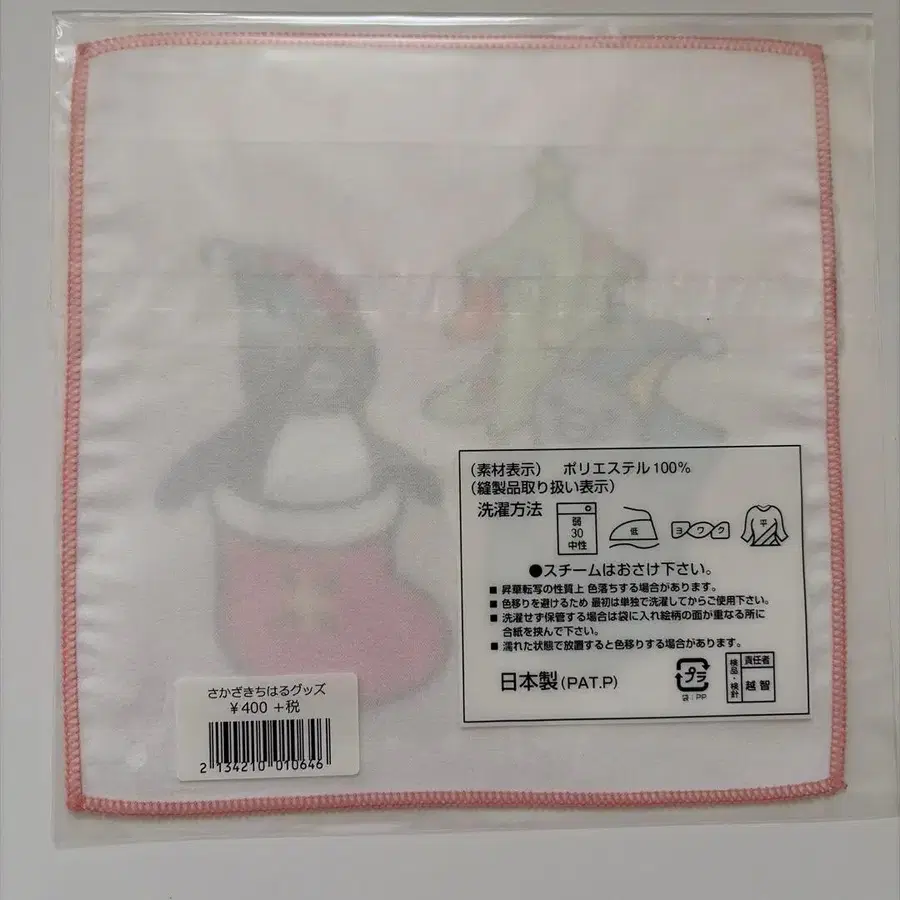 (素材表示) ポリエステル100%
(縫製品取り扱い表示)
洗濯方法
弱
30
中性
低
ヨワク
平
●スチームはおさけ下さい。
■ 昇華転写の性質上 色落ちする場合があります。
■ 色移りを避けるため 最初は単独で洗濯してからご使用下さい。
■ 洗濯せず保管する場合は袋に入れ絵柄の面が重なる所に
合紙を挟んで下さい。
■ 濡れた状態で放置すると色移りする場合があります。
日本製(PAT.P)
プラ
袋:PP
検品・検針
責任者
越智
さかざきちはるグッズ
¥400 +税
2 134210 010646